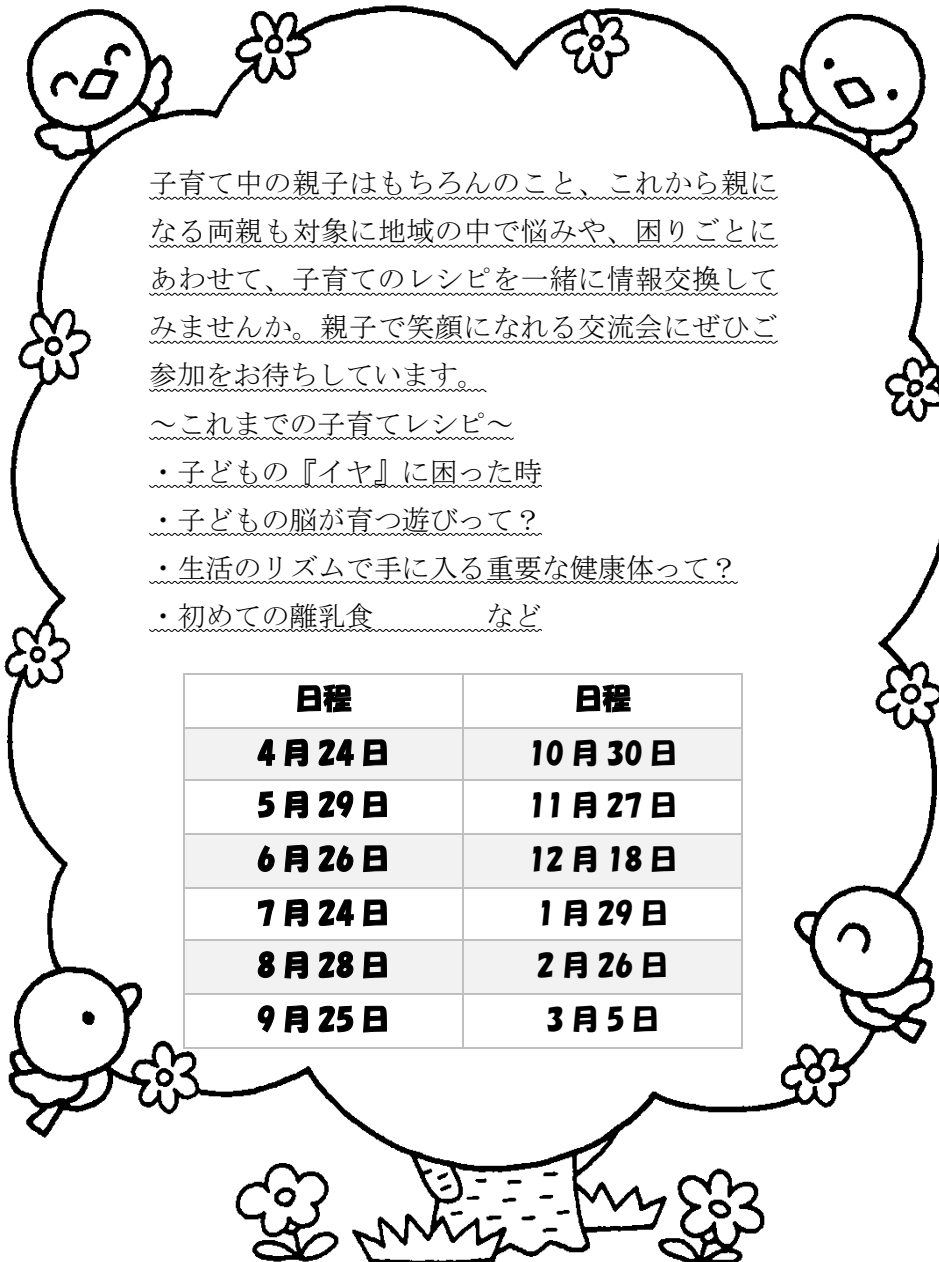 子育て中の親子はもちろんのこと、これから親に
なる両親も対象に地域の中で悩みや、困りごとに
あわせて、子育てのレシピを一緒に情報交換して
みませんか。親子で笑顔になれる交流会にぜひご
参加をお待ちしています。
～これまでの子育てレシピ～
・子どもの『イヤ』に困った時
・子どもの脳が育つ遊びって？
・生活のリズムで手に入る重要な健康体って？
・初めての離乳食　　　　など
日程 日程
4月24日 10月30日
5月29日 11月27日
6月26日 12月18日
7月24日 1月29日
8月28日 2月26日
9月25日 3月5日